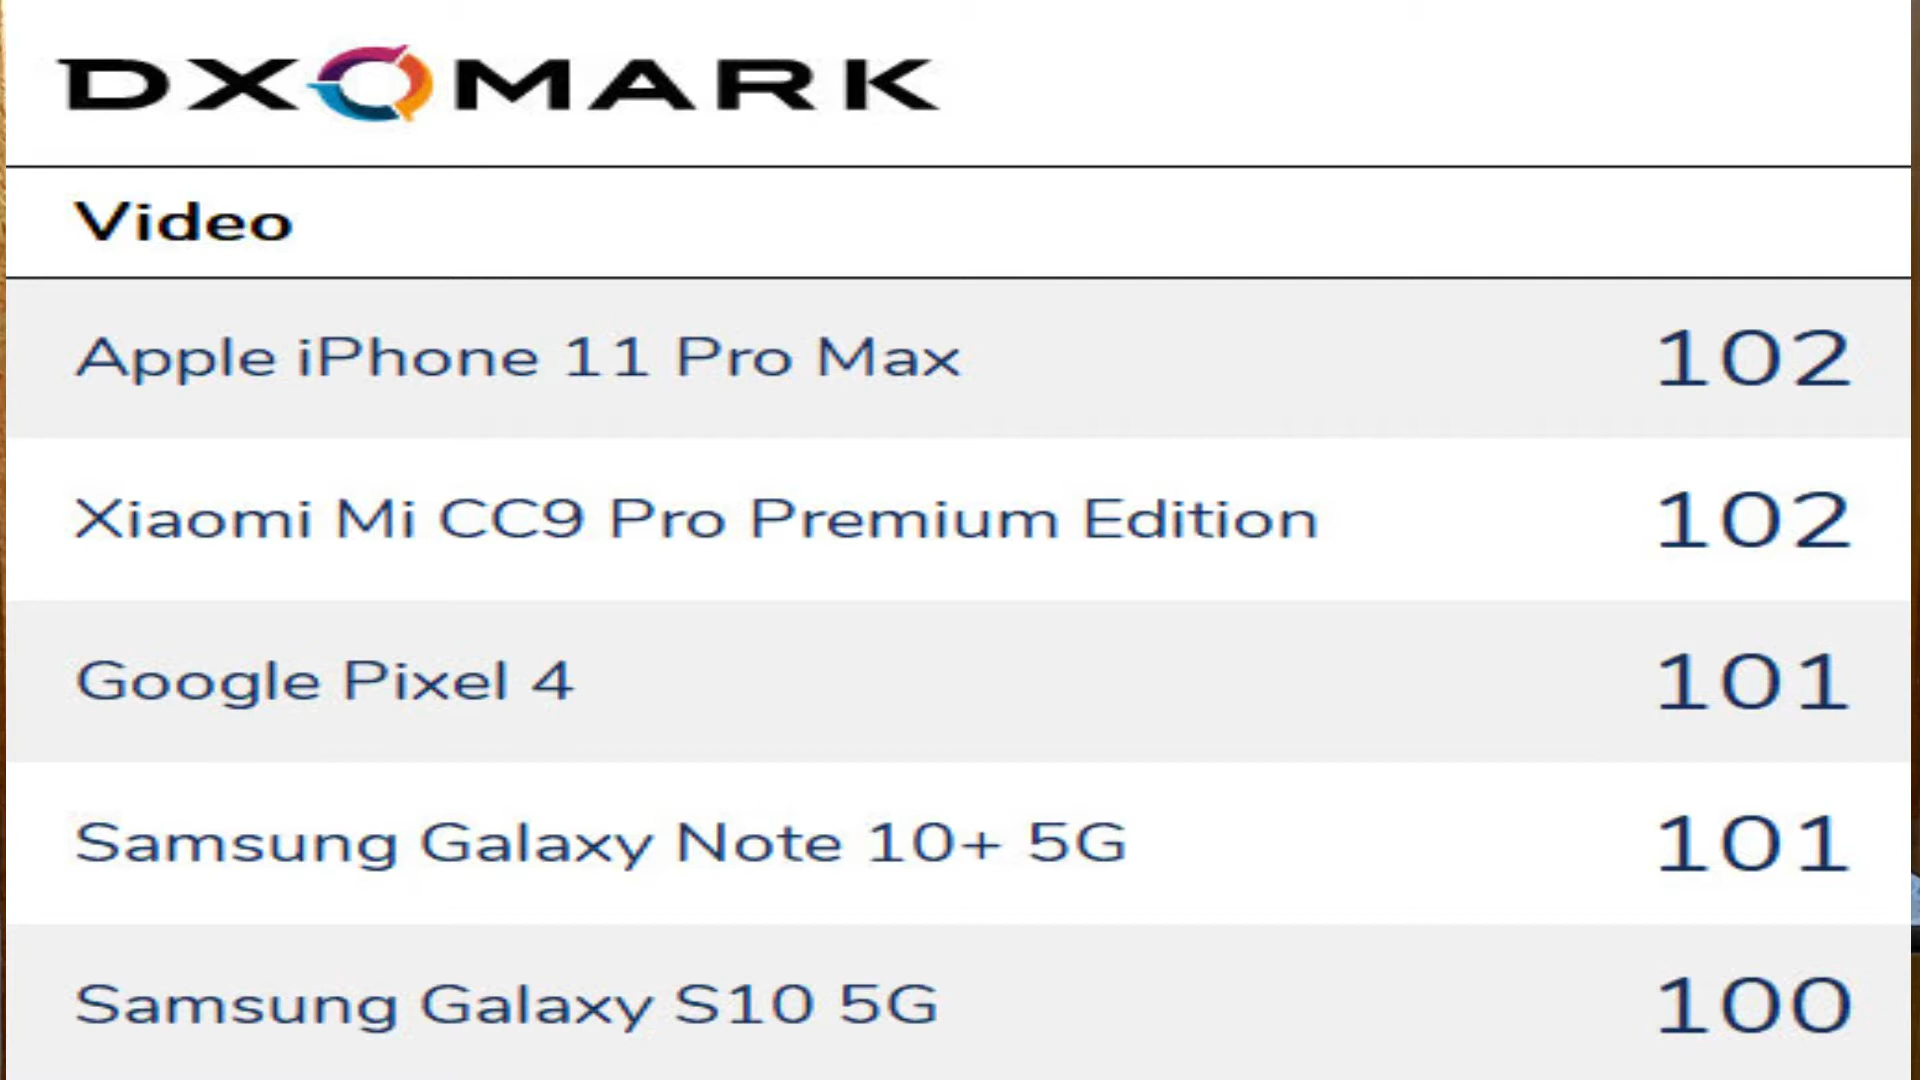 DXOMARK
Video
Apple iPhone 11 Pro Max 102
Xiaomi Mi CC9 Pro Premium Edition 102
Google Pixel 4 101
Samsung Galaxy Note 10+ 5G 101
Samsung Galaxy S10 5G 100